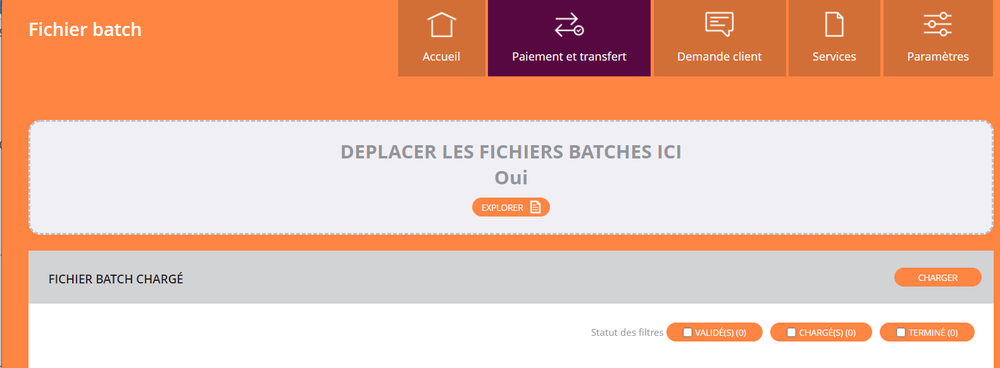 Fichier batch
Accueil
Paiement et transfert
Demande client
Services
Paramètres
DEPLACER LES FICHIERS BATCHES ICI
Oui
EXPLORER
FICHIER BATCH CHARGÉ
CHARGER
Statut des filtres
VALIDÉ(S) (0)
CHARGÉ(S) (0)
TERMINÉ (0)